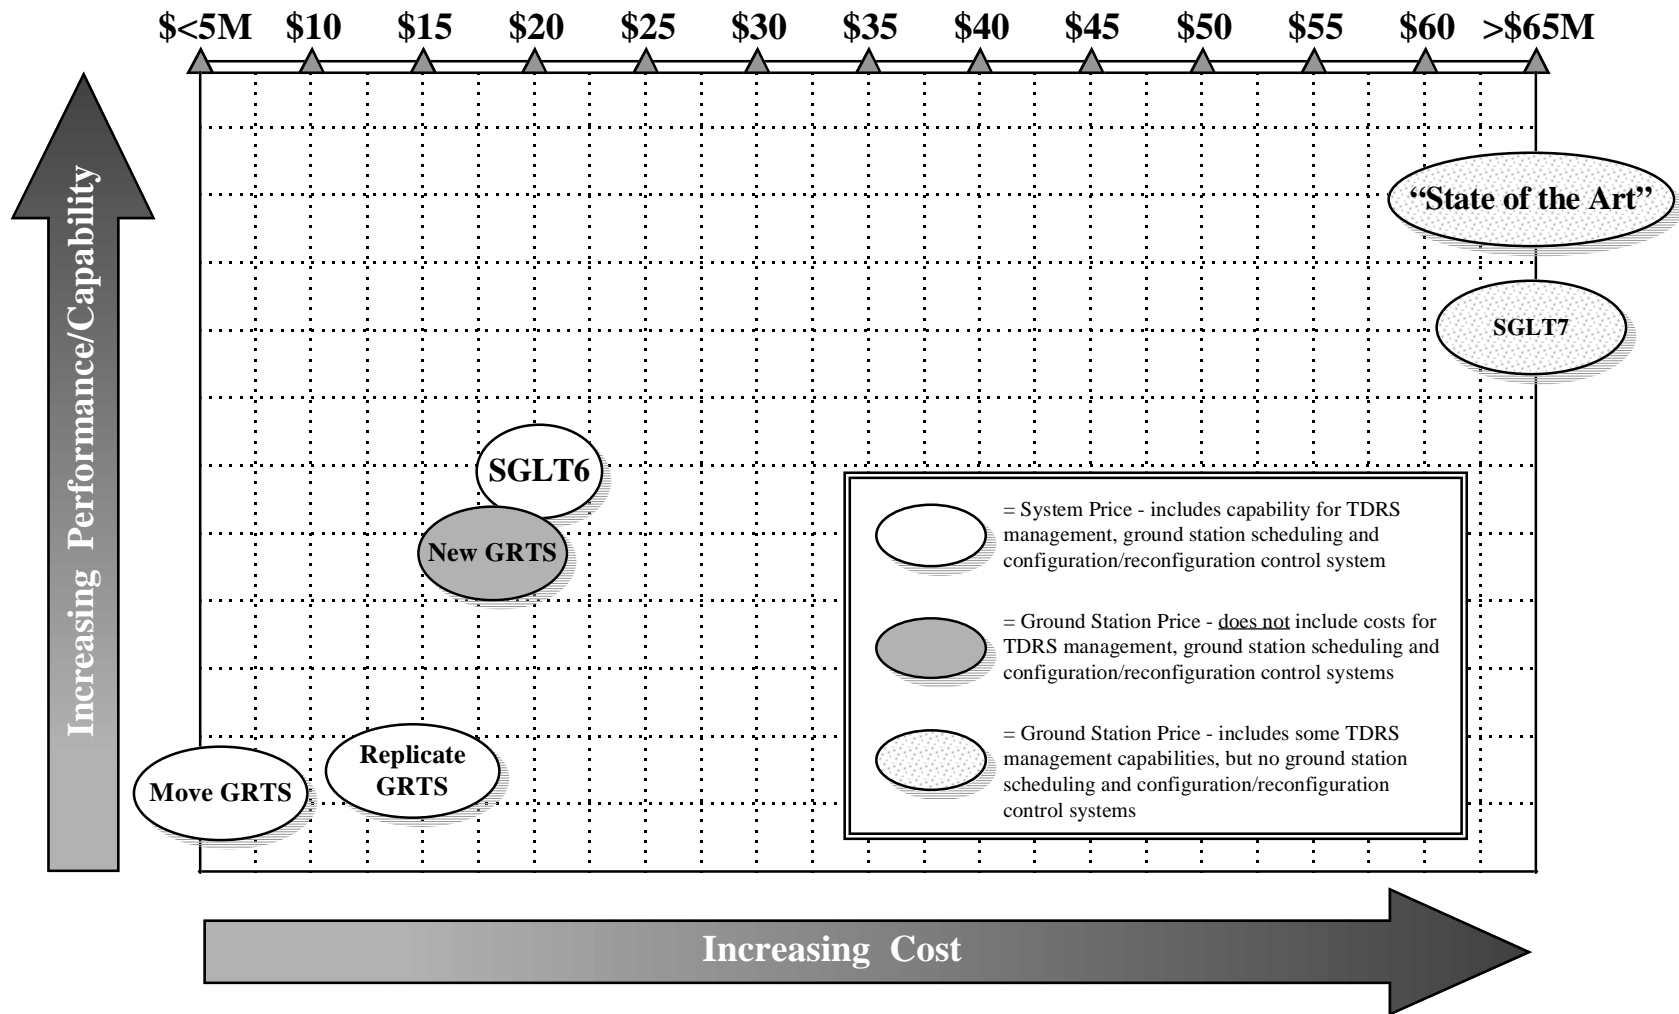 $<5M $10 $15 $20 $25 $30 $35 $40 $45 $50 $55 $60 >$65M
Increasing Performance/Capability
“State of the Art”
SGLT7
SGLT6
New GRTS
Replicate
GRTS
Move GRTS
= System Price - includes capability for TDRS
management, ground station scheduling and
configuration/reconfiguration control system
= Ground Station Price - does not include costs for
TDRS management, ground station scheduling and
configuration/reconfiguration control systems
= Ground Station Price - includes some TDRS
management capabilities, but no ground station
scheduling and configuration/reconfiguration
control systems
Increasing Cost